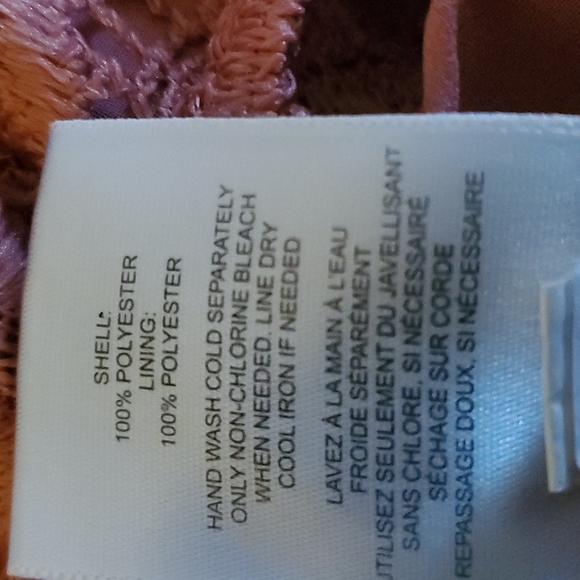 SHELL:
100% POLYESTER
LINING:
100% POLYESTER
HAND WASH COLD SEPARATELY
ONLY NON-CHLORINE BLEACH
WHEN NEEDED. LINE DRY
COOL IRON IF NEEDED
LAVEZ À LA MAIN À L'EAU
FROIDE SÉPARÉMENT
UTILISEZ SEULEMENT DU JAVELLISANT
SANS CHLORE, SI NÉCESSAIRÉ
SÉCHAGE SUR CORDE
REPASSAGE DOUX, SI NÉCESSAIRE